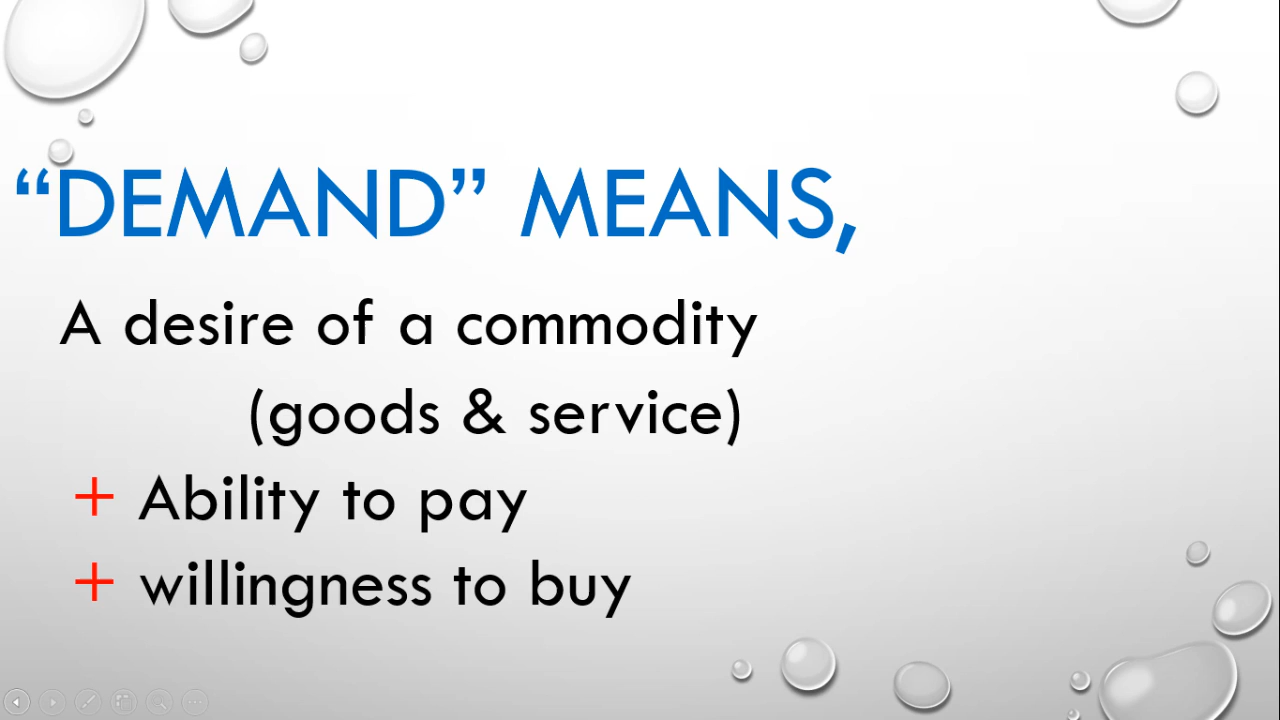 “DEMAND” MEANS,
A desire of a commodity
(goods & service)
+ Ability to pay
+ willingness to buy